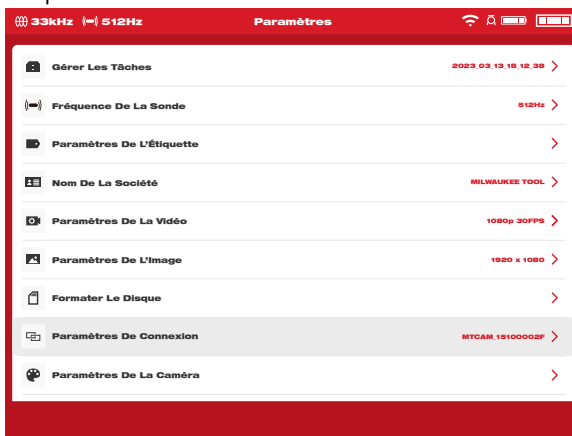 33kHz 512Hz Paramètres
Gérer Les Tâches 2023_03_13_18_12_38
Fréquence De La Sonde 512Hz
Paramètres De L'Étiquette
Nom De La Société MILWAUKEE TOOL
Paramètres De La Vidéo 1080p 30FPS
Paramètres De L'Image 1920 x 1080
Formater Le Disque
Paramètres De Connexion MTCAM_15100002F
Paramètres De La Caméra